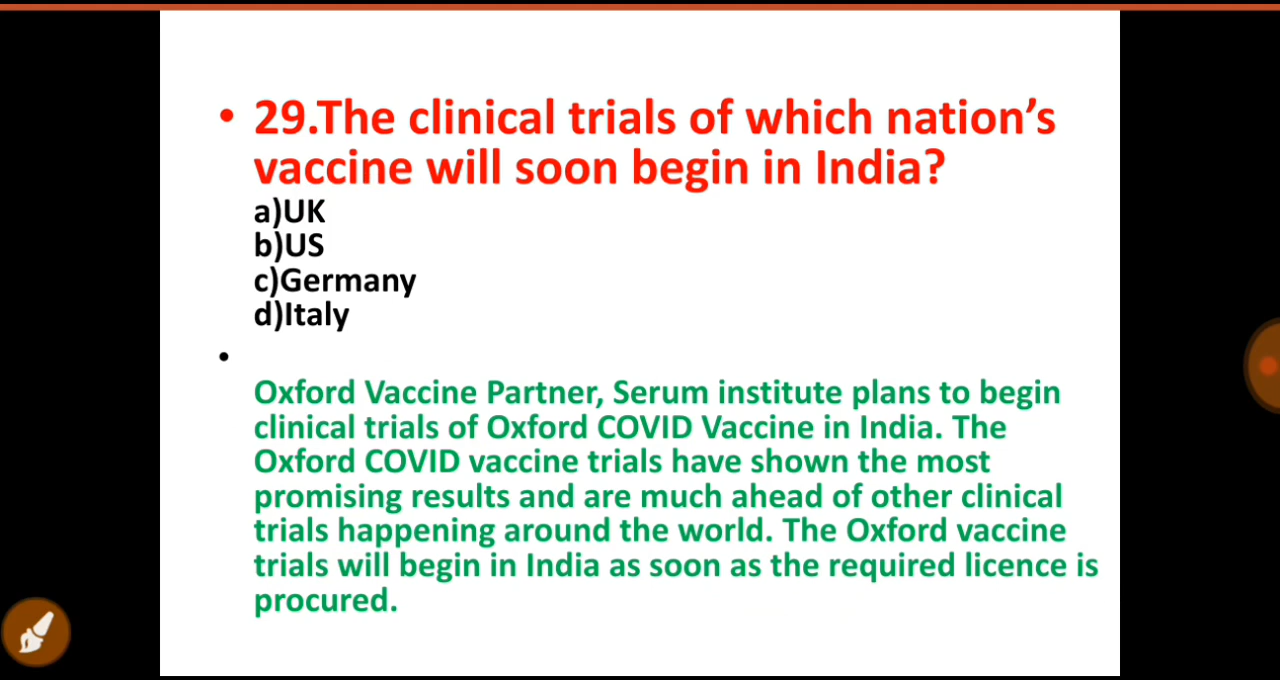 • 29.The clinical trials of which nation's
vaccine will soon begin in India?
a)UK
b)US
c)Germany
d)Italy
•
Oxford Vaccine Partner, Serum institute plans to begin
clinical trials of Oxford COVID Vaccine in India. The
Oxford COVID vaccine trials have shown the most
promising results and are much ahead of other clinical
trials happening around the world. The Oxford vaccine
trials will begin in India as soon as the required licence is
procured.